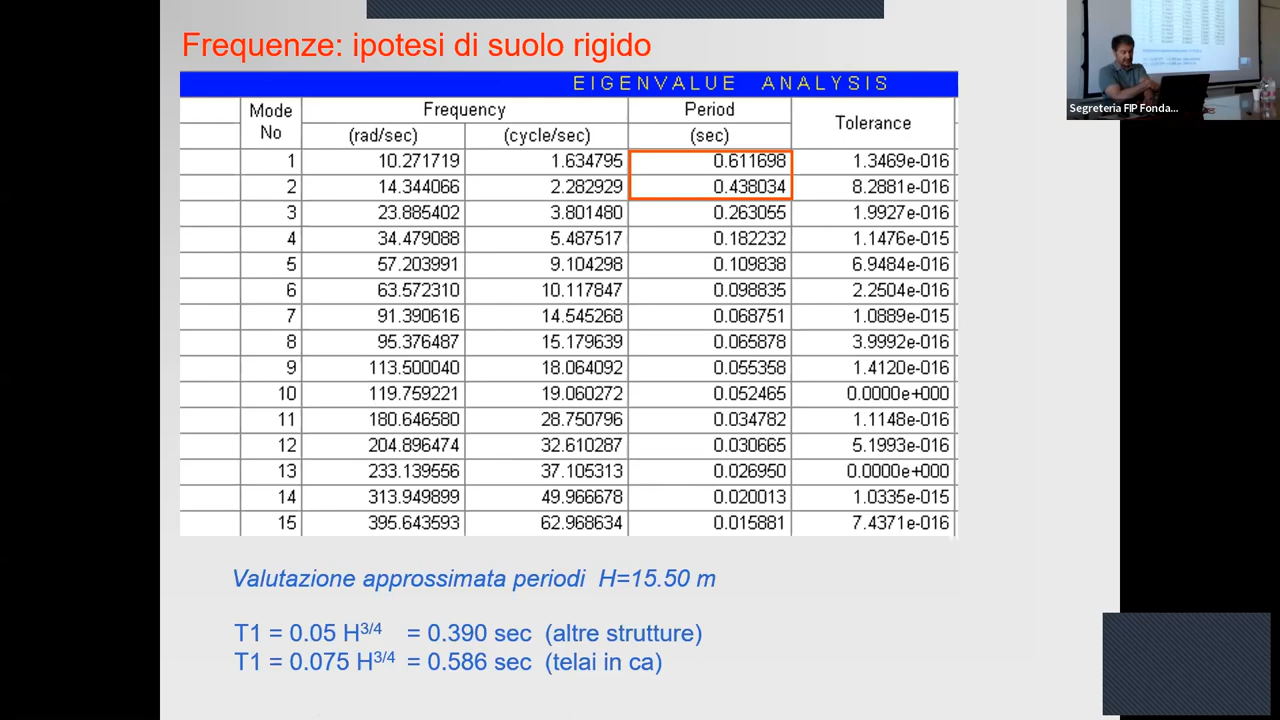 Frequenze: ipotesi di suolo rigido
EIGENVALUE ANALYSIS
Mode No Frequency Period Tolerance
(rad/sec) (cycle/sec) (sec)
1 10.271719 1.634795 0.611698 1.3469e-016
2 14.344066 2.282929 0.438034 8.2881e-016
3 23.885402 3.801480 0.263055 1.9927e-016
4 34.479088 5.487517 0.182232 1.1476e-015
5 57.203991 9.104298 0.109838 6.9484e-016
6 63.572310 10.117847 0.098835 2.2504e-016
7 91.390616 14.545268 0.068751 1.0889e-015
8 95.376487 15.179639 0.065878 3.9992e-016
9 113.500040 18.064092 0.055358 1.4120e-016
10 119.759221 19.060272 0.052465 0.0000e+000
11 180.646580 28.750796 0.034782 1.1148e-016
12 204.896474 32.610287 0.030665 5.1993e-016
13 233.139556 37.105313 0.026950 0.0000e+000
14 313.949899 49.966678 0.020013 1.0335e-015
15 395.643593 62.968634 0.015881 7.4371e-016
Valutazione approssimata periodi H=15.50 m
T1 = 0.05 H3/4 = 0.390 sec (altre strutture)
T1 = 0.075 H3/4 = 0.586 sec (telai in ca)
Segreteria FIP Fonda...